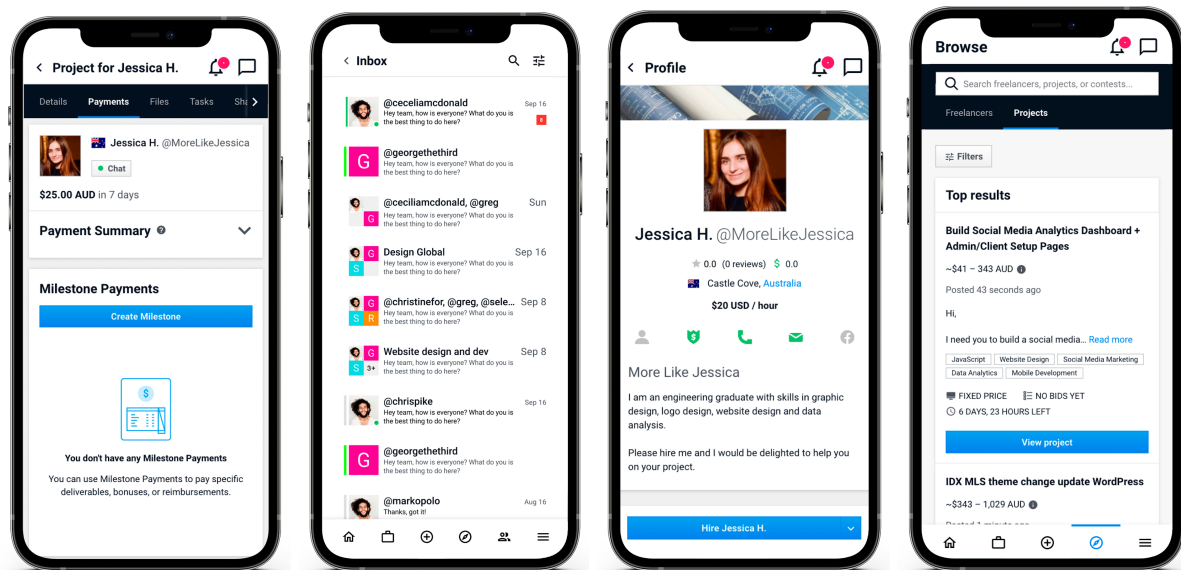 Project for Jessica H.
Details Payments Files Tasks Sha
Jessica H. @MoreLikeJessica
Chat
$25.00 AUD in 7 days
Payment Summary
Milestone Payments
Create Milestone
$
You don't have any Milestone Payments
You can use Milestone Payments to pay specific
deliverables, bonuses, or reimbursements.
Inbox
@ceceliamcdonald Sep 16
Hey team, how is everyone? What do you is
the best thing to do here?
8
G
@georgethethird
Hey team, how is everyone? What do you is
the best thing to do here?
G
@ceciliamcdonald, @greg Sun
Hey team, how is everyone? What do you is
the best thing to do here?
G
S
Design Global Sep 16
Hey team, how is everyone? What do you is
the best thing to do here?
G
S R
@christinefor, @greg, @sele... Sep 8
Hey team, how is everyone? What do you is
the best thing to do here?
G
S 3+
Website design and dev Sep 8
Hey team, how is everyone? What do you is
the best thing to do here?
@chrispike Sep 16
Hey team, how is everyone? What do you is
the best thing to do here?
G
@georgethethird
Hey team, how is everyone? What do you is
the best thing to do here?
@markopolo Aug 16
Thanks, got it!
Profile
Jessica H. @MoreLikeJessica
0.0 (0 reviews) $ 0.0
Castle Cove, Australia
$20 USD / hour
More Like Jessica
I am an engineering graduate with skills in graphic
design, logo design, website design and data
analysis.
Please hire me and I would be delighted to help you
on your project.
Hire Jessica H.
Browse
Search freelancers, projects, or contests...
Freelancers Projects
Filters
Top results
Build Social Media Analytics Dashboard +
Admin/Client Setup Pages
~$41 – 343 AUD
Posted 43 seconds ago
Hi,
I need you to build a social media... Read more
JavaScript Website Design Social Media Marketing
Data Analytics Mobile Development
FIXED PRICE NO BIDS YET
6 DAYS, 23 HOURS LEFT
View project
IDX MLS theme change update WordPress
~$343 – 1,029 AUD
Posted 1 minute ago